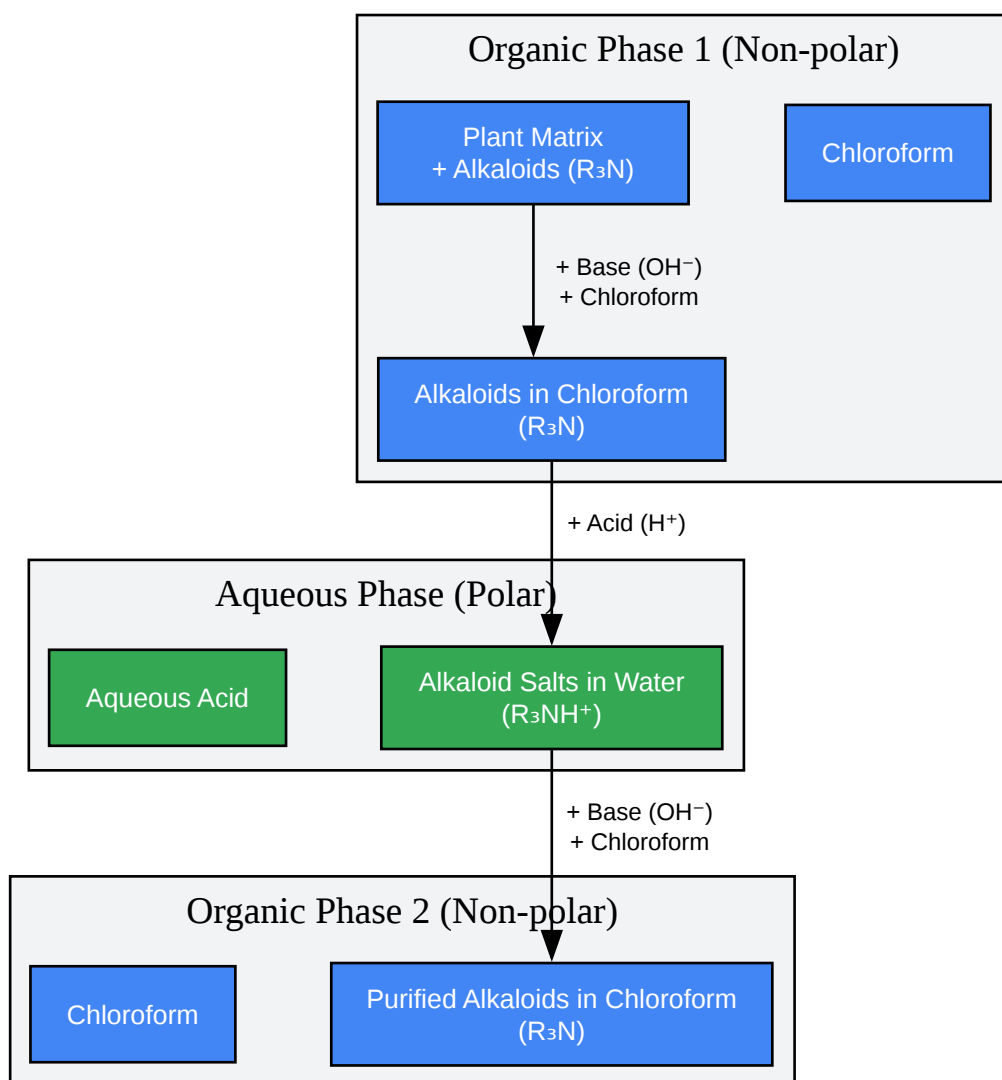 Organic Phase 1 (Non-polar)
Plant Matrix
+ Alkaloids (R₃N)
Chloroform
+ Base (OH⁻)
+ Chloroform
Alkaloids in Chloroform
(R₃N)
+ Acid (H⁺)
Aqueous Phase (Polar)
Aqueous Acid
Alkaloid Salts in Water
(R₃NH⁺)
+ Base (OH⁻)
+ Chloroform
Organic Phase 2 (Non-polar)
Chloroform
Purified Alkaloids in Chloroform
(R₃N)